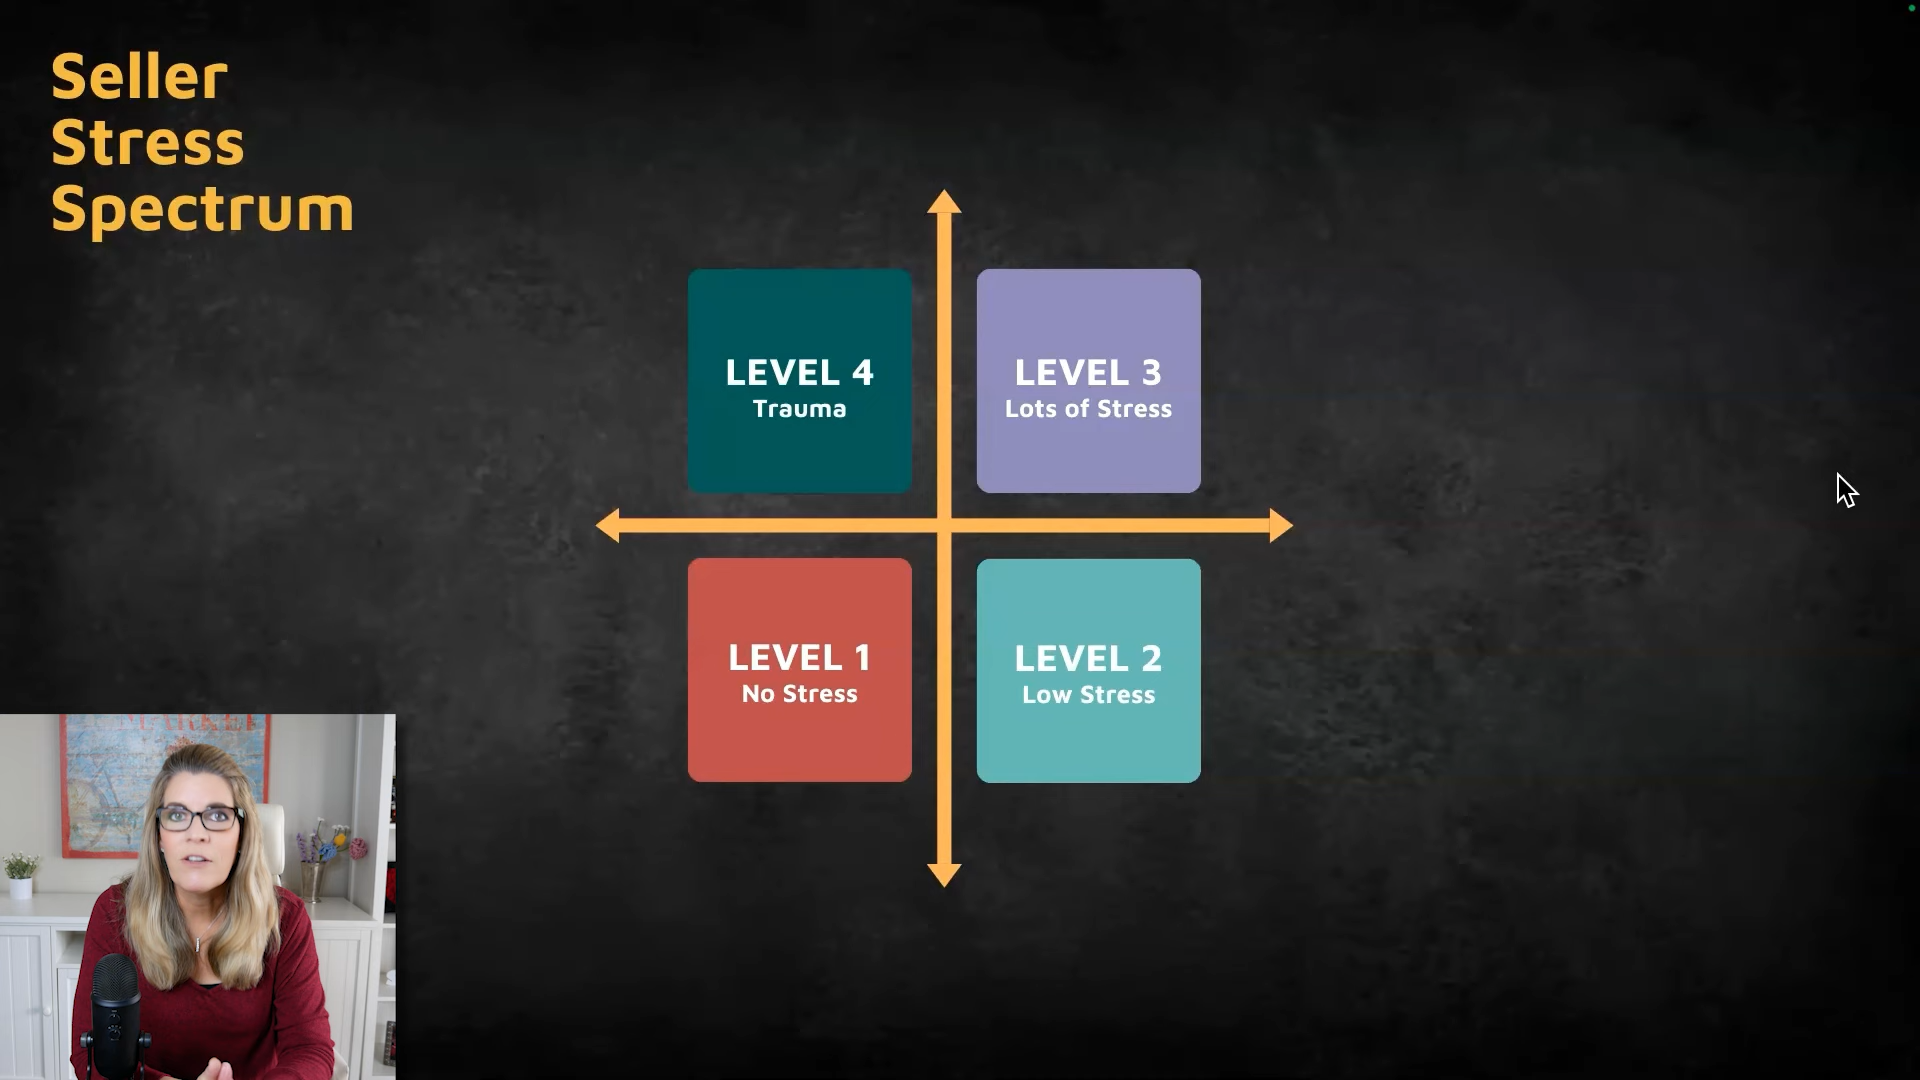 Seller
Stress
Spectrum
LEVEL 4
Trauma
LEVEL 3
Lots of Stress
LEVEL 1
No Stress
LEVEL 2
Low Stress